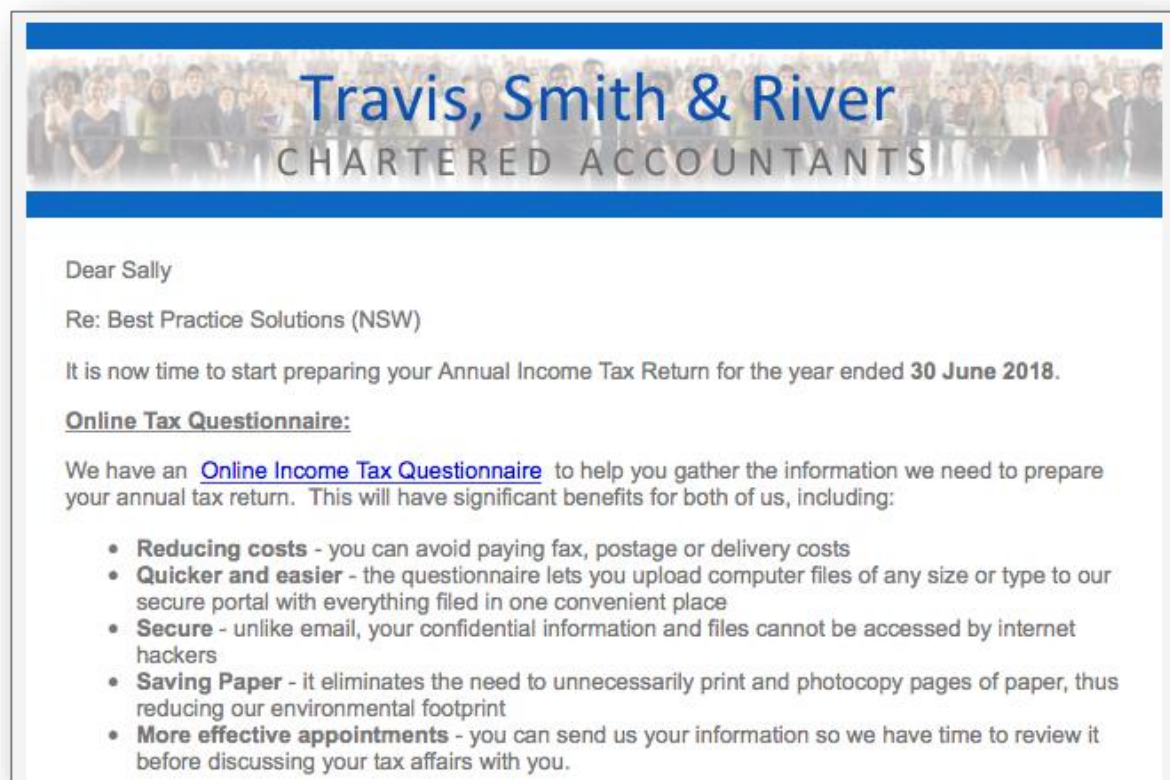 Travis, Smith & River
CHARTERED ACCOUNTANTS
Dear Sally
Re: Best Practice Solutions (NSW)
It is now time to start preparing your Annual Income Tax Return for the year ended 30 June 2018.
Online Tax Questionnaire:
We have an Online Income Tax Questionnaire to help you gather the information we need to prepare
your annual tax return. This will have significant benefits for both of us, including:
• Reducing costs - you can avoid paying fax, postage or delivery costs
• Quicker and easier - the questionnaire lets you upload computer files of any size or type to our
secure portal with everything filed in one convenient place
• Secure - unlike email, your confidential information and files cannot be accessed by internet
hackers
• Saving Paper - it eliminates the need to unnecessarily print and photocopy pages of paper, thus
reducing our environmental footprint
• More effective appointments - you can send us your information so we have time to review it
before discussing your tax affairs with you.